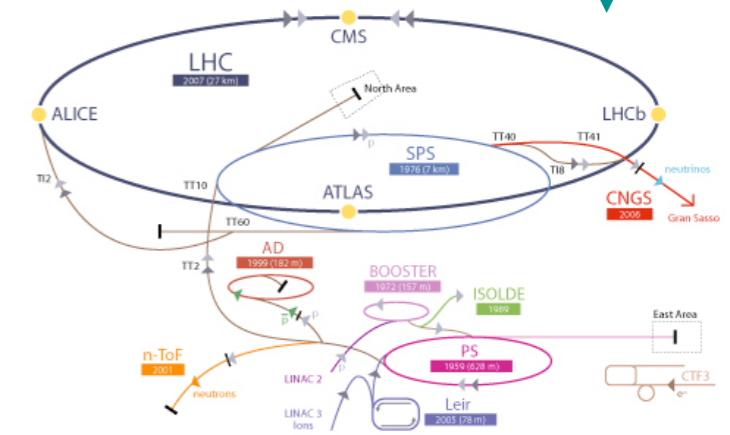 CMS
LHC
2007 (27 km)
North Area
ALICE
LHCb
p
SPS
1976 (7 km)
TT40
TT41
TI8
neutrinos
TI2
TT10
ATLAS
CNGS
2006
Gran Sasso
TT60
AD
1999 (182 m)
TT2
BOOSTER
1972 (157 m)
ISOLDE
1989
East Area
p
p
n-ToF
2001
PS
1959 (628 m)
neutrons
LINAC 2
p
CTF3
e-
LINAC 3
Ions
Leir
2005 (78 m)